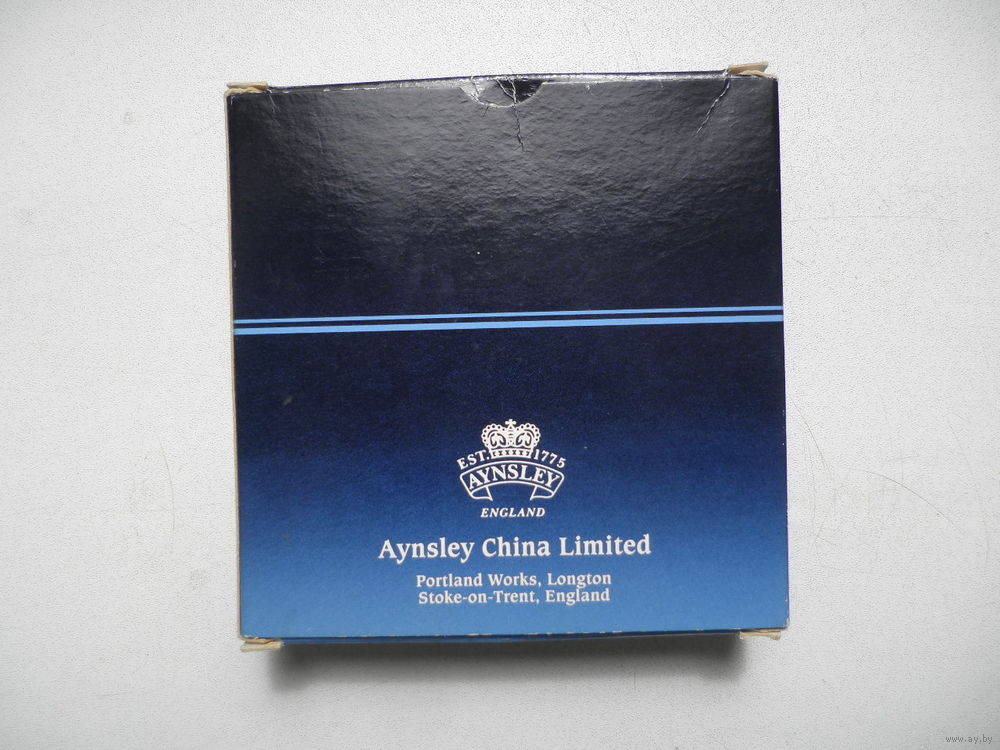 EST. 1775
AYNSLEY
ENGLAND
Aynsley China Limited
Portland Works, Longton
Stoke-on-Trent, England
www.ay.by